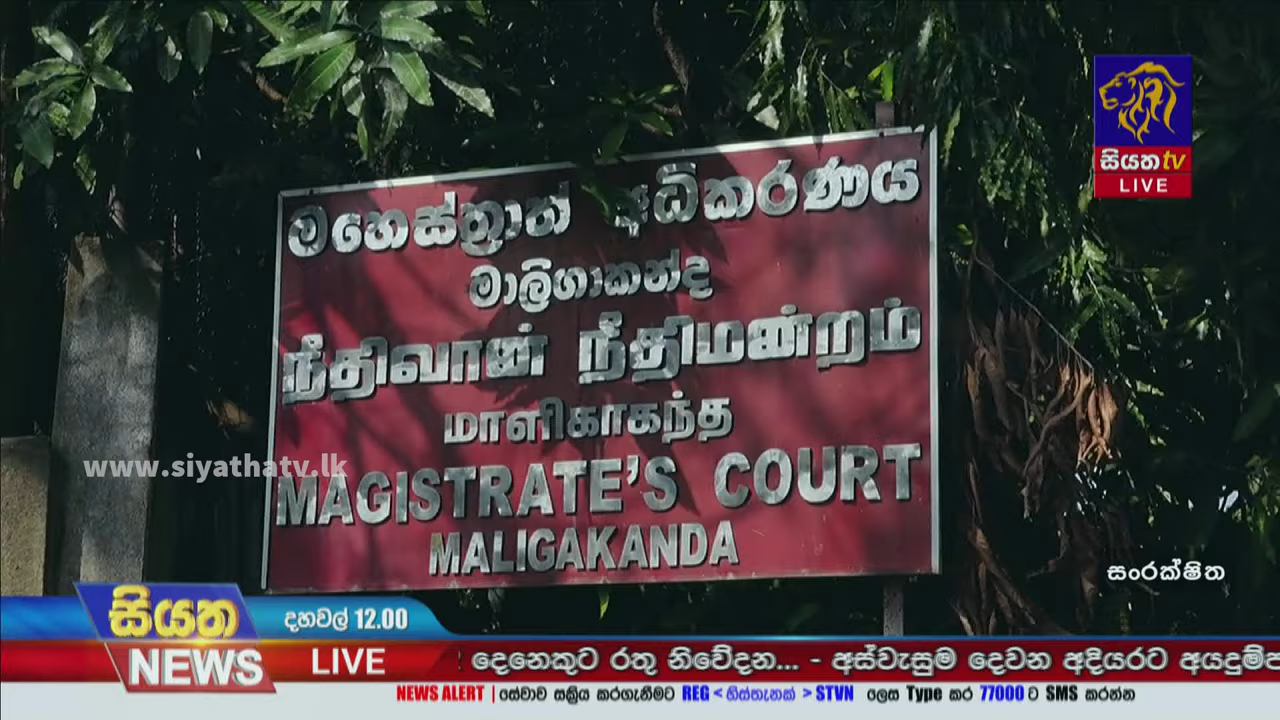 සියත tv
LIVE
මහෙස්ත්‍රාත් අධිකරණය
මාලිගාකන්ද
நீதிவான் நீதிமன்றம்
மாளிகாகந்த
MAGISTRATE'S COURT
MALIGAKANDA
www.siyathatv.lk
සංරක්ෂිත
සියත
NEWS
දහවල් 12.00
LIVE
! දෙනෙකුට රතු නිවේදන... - අස්වැසුම දෙවන අදියරට
NEWS ALERT | සේවාව සක්‍රිය කරගැනීමට REG < හිස්තැනක් > STVN ලෙස Type කර 77000 ට SMS කරන්න